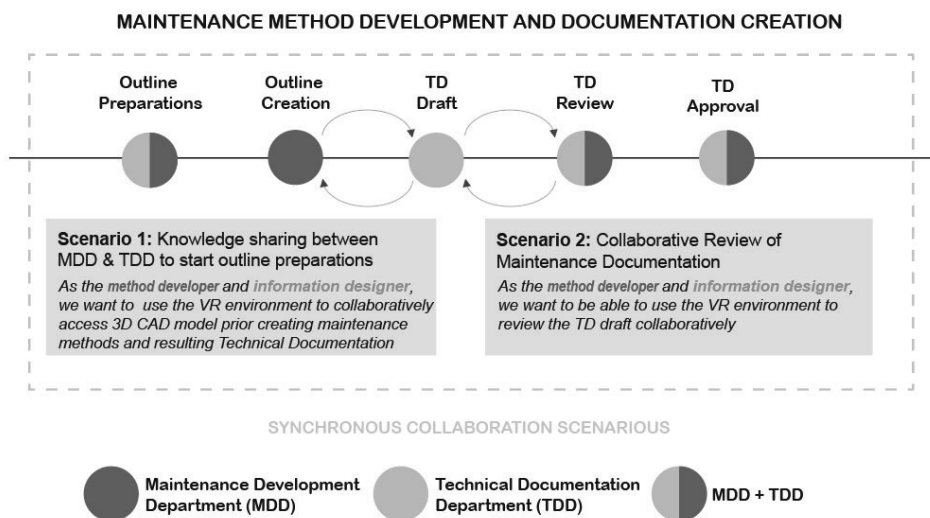 MAINTENANCE METHOD DEVELOPMENT AND DOCUMENTATION CREATION
Outline
Preparations
Outline
Creation
TD
Draft
TD
Review
TD
Approval
Scenario 1: Knowledge sharing between
MDD & TDD to start outline preparations
As the method developer and information designer,
we want to use the VR environment to collaboratively
access 3D CAD model prior creating maintenance
methods and resulting Technical Documentation
Scenario 2: Collaborative Review of
Maintenance Documentation
As the method developer and information designer,
we want to be able to use the VR environment to
review the TD draft collaboratively
SYNCHRONOUS COLLABORATION SCENARIOUS
Maintenance Development
Department (MDD)
Technical Documentation
Department (TDD)
MDD + TDD